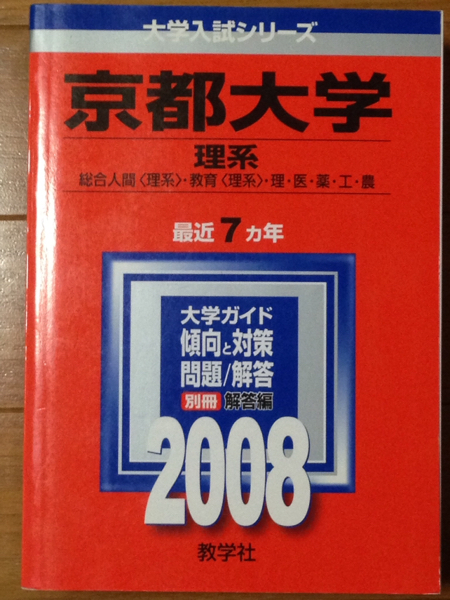 大学入試シリーズ
京都大学
理系
総合人間〈理系〉・教育〈理系〉・理・医・薬・工・農
最近7ヵ年
大学ガイド
傾向と対策
問題/解答
別冊 解答編
2008
教学社